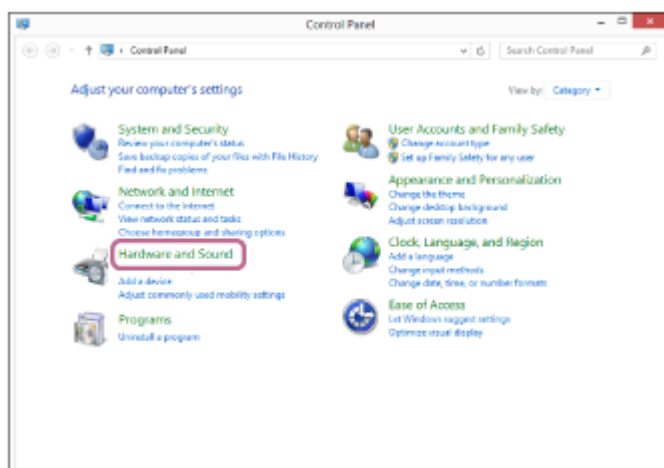 Control Panel
Control Panel
Search Control Panel
Adjust your computer's settings
View by: Category
System and Security
Review your computer's status
Save backup copies of your files with File History
Find and fix problems
Network and Internet
Connect to the Internet
View network status and tasks
Choose homegroup and sharing options
Hardware and Sound
Add a device
Adjust commonly used mobility settings
Programs
Uninstall a program
User Accounts and Family Safety
Change account type
Set up Family Safety for any user
Appearance and Personalization
Change the theme
Change desktop background
Adjust screen resolution
Clock, Language, and Region
Add a language
Change input methods
Change date, time, or number formats
Ease of Access
Let Windows suggest settings
Optimize visual display